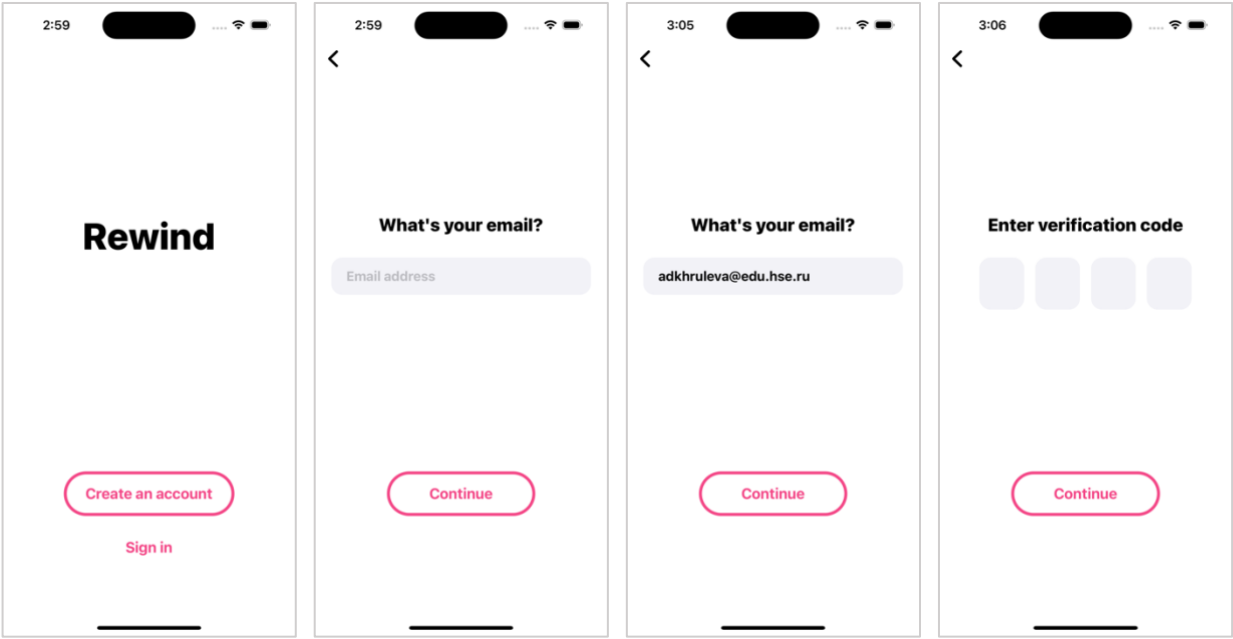 2:59
Rewind
Create an account
Sign in
2:59
What's your email?
Email address
Continue
3:05
What's your email?
adkhruleva@edu.hse.ru
Continue
3:06
Enter verification code
Continue